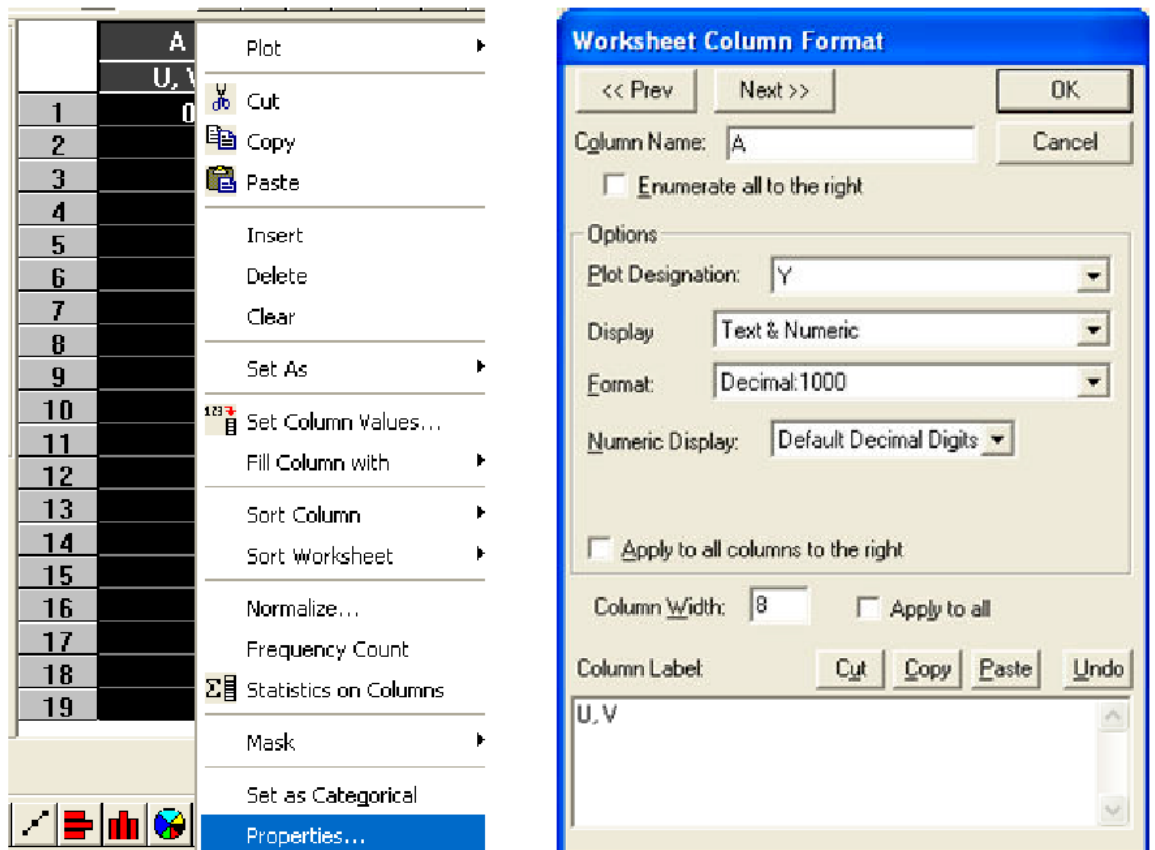 A
U, V
1
0
2
3
4
5
6
7
8
9
10
11
12
13
14
15
16
17
18
19
Plot
Cut
Copy
Paste
Insert
Delete
Clear
Set As
123
Set Column Values...
Fill Column with
Sort Column
Sort Worksheet
Normalize...
Frequency Count
Σ Statistics on Columns
Mask
Set as Categorical
Properties...
Worksheet Column Format
<< Prev Next >> OK
Column Name: A Cancel
Enumerate all to the right
Options
Plot Designation: Y
Display Text & Numeric
Format: Decimal:1000
Numeric Display: Default Decimal Digits
Apply to all columns to the right
Column Width: 8 Apply to all
Column Label: Cut Copy Paste Undo
U, V